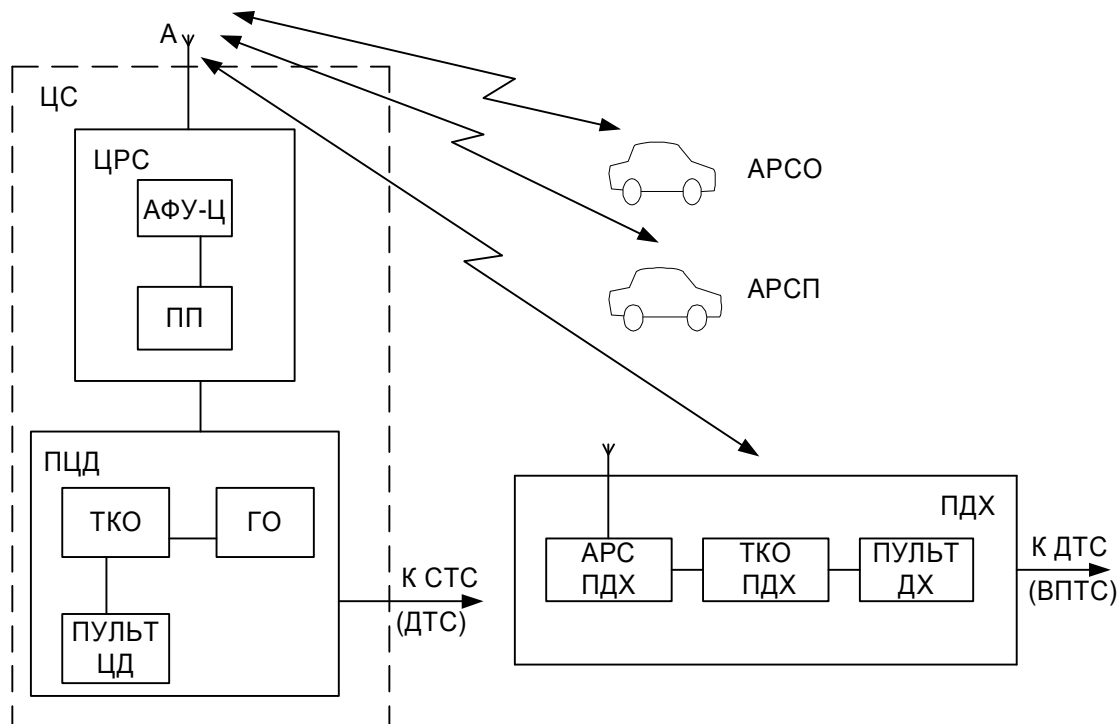 А
ЦС
ЦРС
АФУ-Ц
ПП
АРСО
АРСП
ПЦД
ТКО
ГО
ПУЛЬТ
ЦД
К СТС
(ДТС)
ПДХ
АРС
ПДХ
ТКО
ПДХ
ПУЛЬТ
ДХ
К ДТС
(ВПТС)